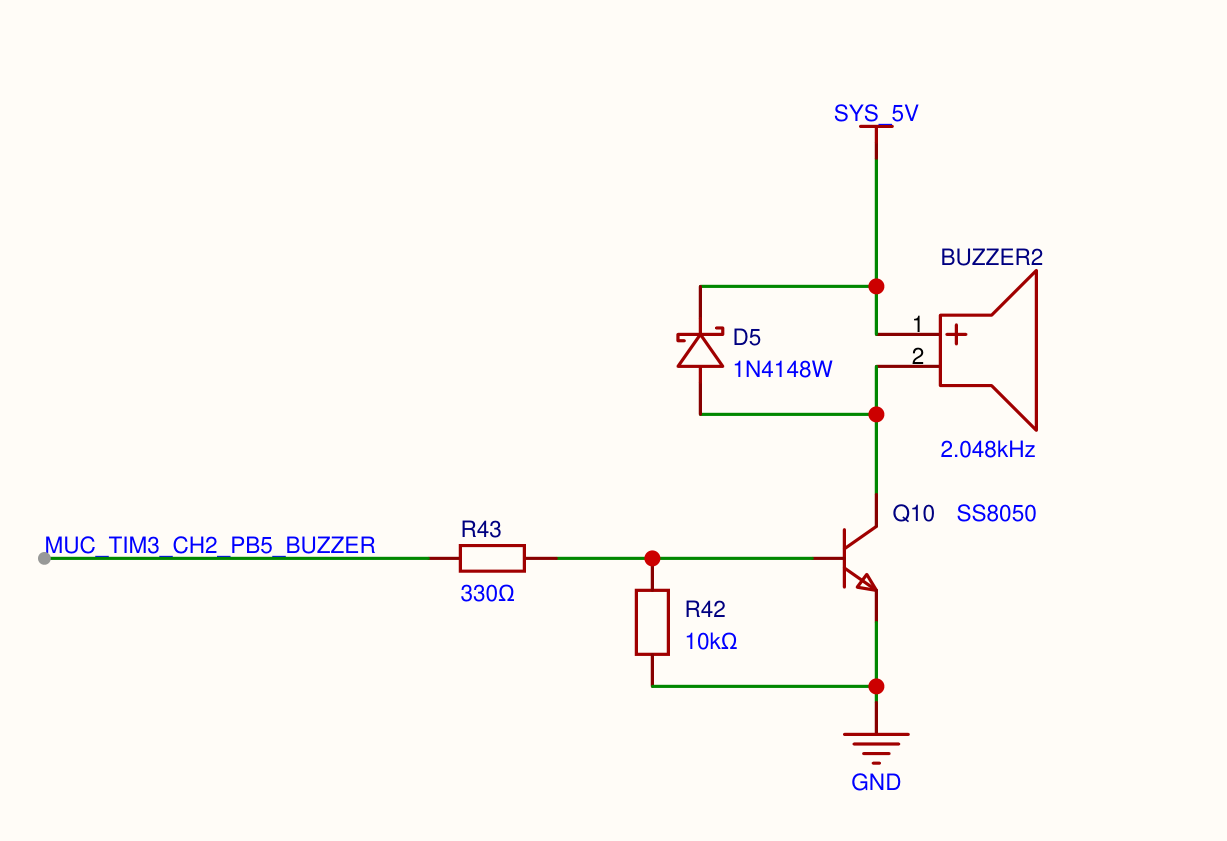 SYS_5V
BUZZER2
1
D5
2
1N4148W
2.048kHz
Q10 SS8050
R43
MUC_TIM3_CH2_PB5_BUZZER
330Ω
R42
10kΩ
GND